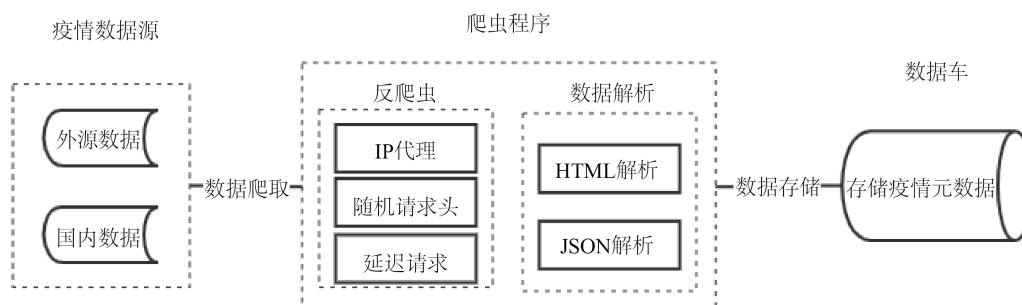 疫情数据源
外源数据
国内数据
数据爬取
爬虫程序
反爬虫
IP代理
随机请求头
延迟请求
数据解析
HTML解析
JSON解析
数据存储
数据车
存储疫情元数据